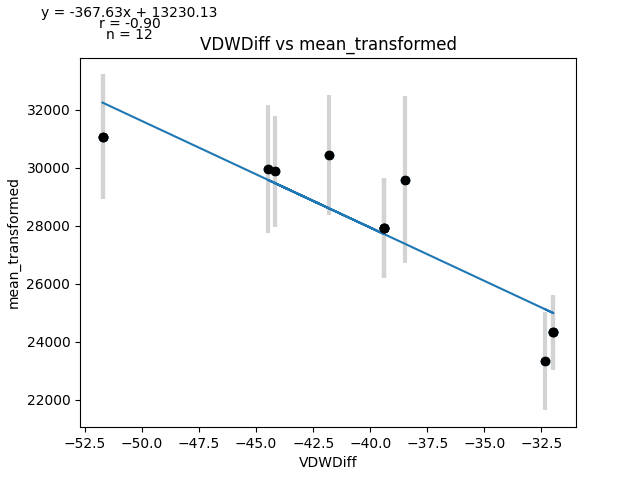 y = -367.63x + 13230.13
r = -0.90
n = 12
VDWDiff vs mean_transformed
mean_transformed
32000
30000
28000
26000
24000
22000
−52.5 −50.0 −47.5 −45.0 −42.5 −40.0 −37.5 −35.0 −32.5
VDWDiff